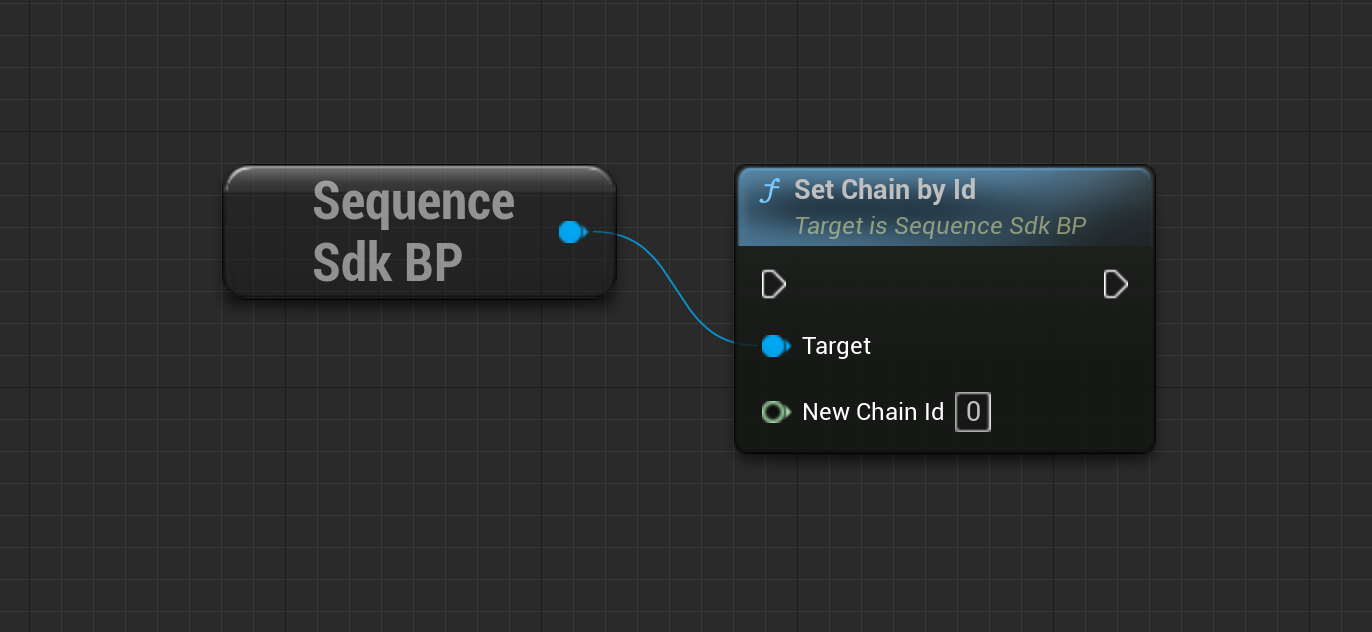 Sequence
Sdk BP
f Set Chain by Id
Target is Sequence Sdk BP
Target
New Chain Id 0